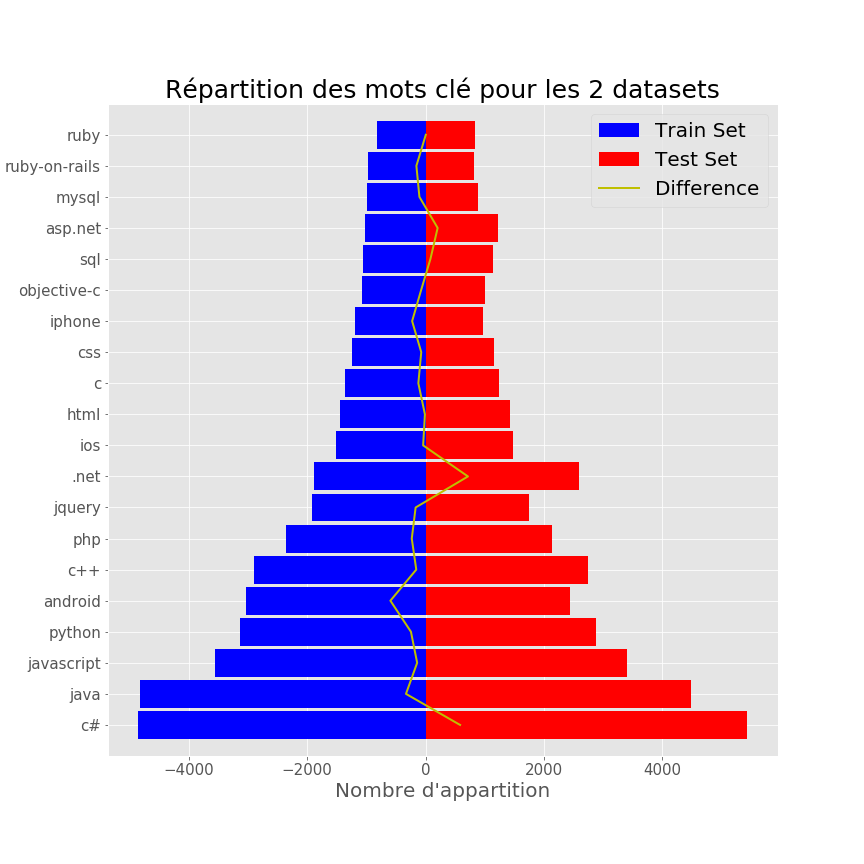 Répartition des mots clé pour les 2 datasets
Train Set
Test Set
Difference
ruby
ruby-on-rails
mysql
asp.net
sql
objective-c
iphone
css
c
html
ios
.net
jquery
php
c++
android
python
javascript
java
c#
−4000 −2000 0 2000 4000
Nombre d'appartition